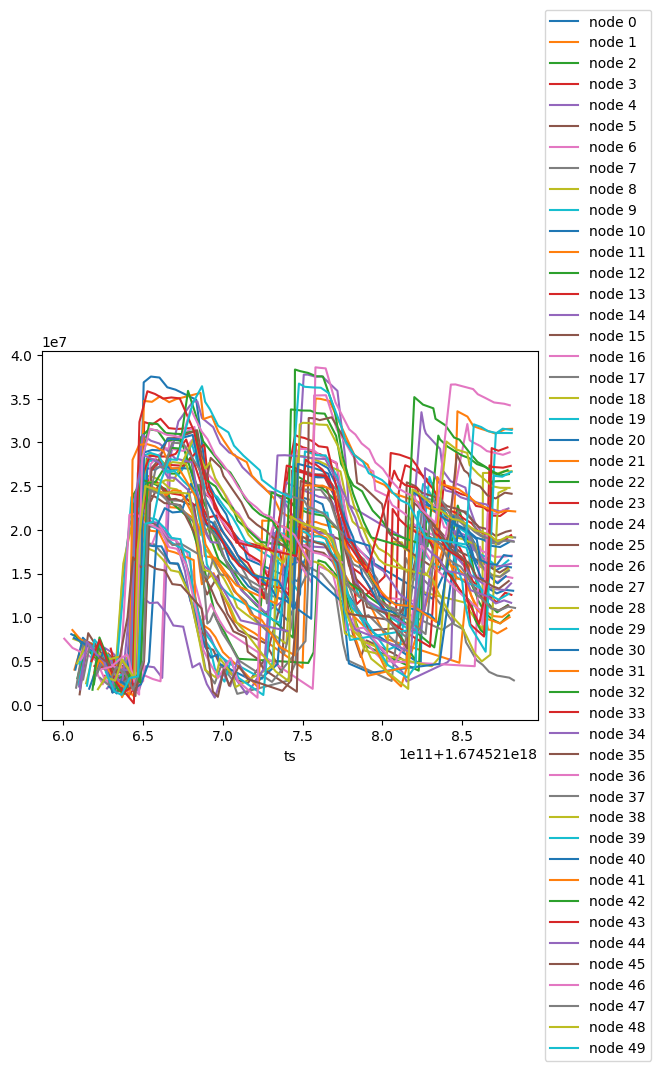 1e7
4.0
3.5
3.0
2.5
2.0
1.5
1.0
0.5
0.0
6.0 6.5 7.0 7.5 8.0 8.5
1e11+1.674521e18
ts
node 0
node 1
node 2
node 3
node 4
node 5
node 6
node 7
node 8
node 9
node 10
node 11
node 12
node 13
node 14
node 15
node 16
node 17
node 18
node 19
node 20
node 21
node 22
node 23
node 24
node 25
node 26
node 27
node 28
node 29
node 30
node 31
node 32
node 33
node 34
node 35
node 36
node 37
node 38
node 39
node 40
node 41
node 42
node 43
node 44
node 45
node 46
node 47
node 48
node 49